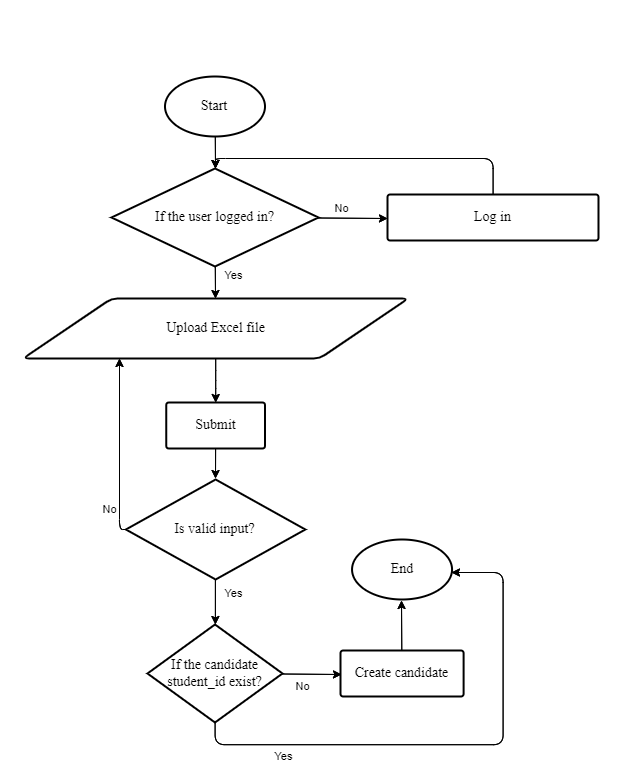 Start
If the user logged in?
No
Log in
Yes
Upload Excel file
Submit
No
Is valid input?
Yes
End
If the candidate
student_id exist?
No
Create candidate
Yes